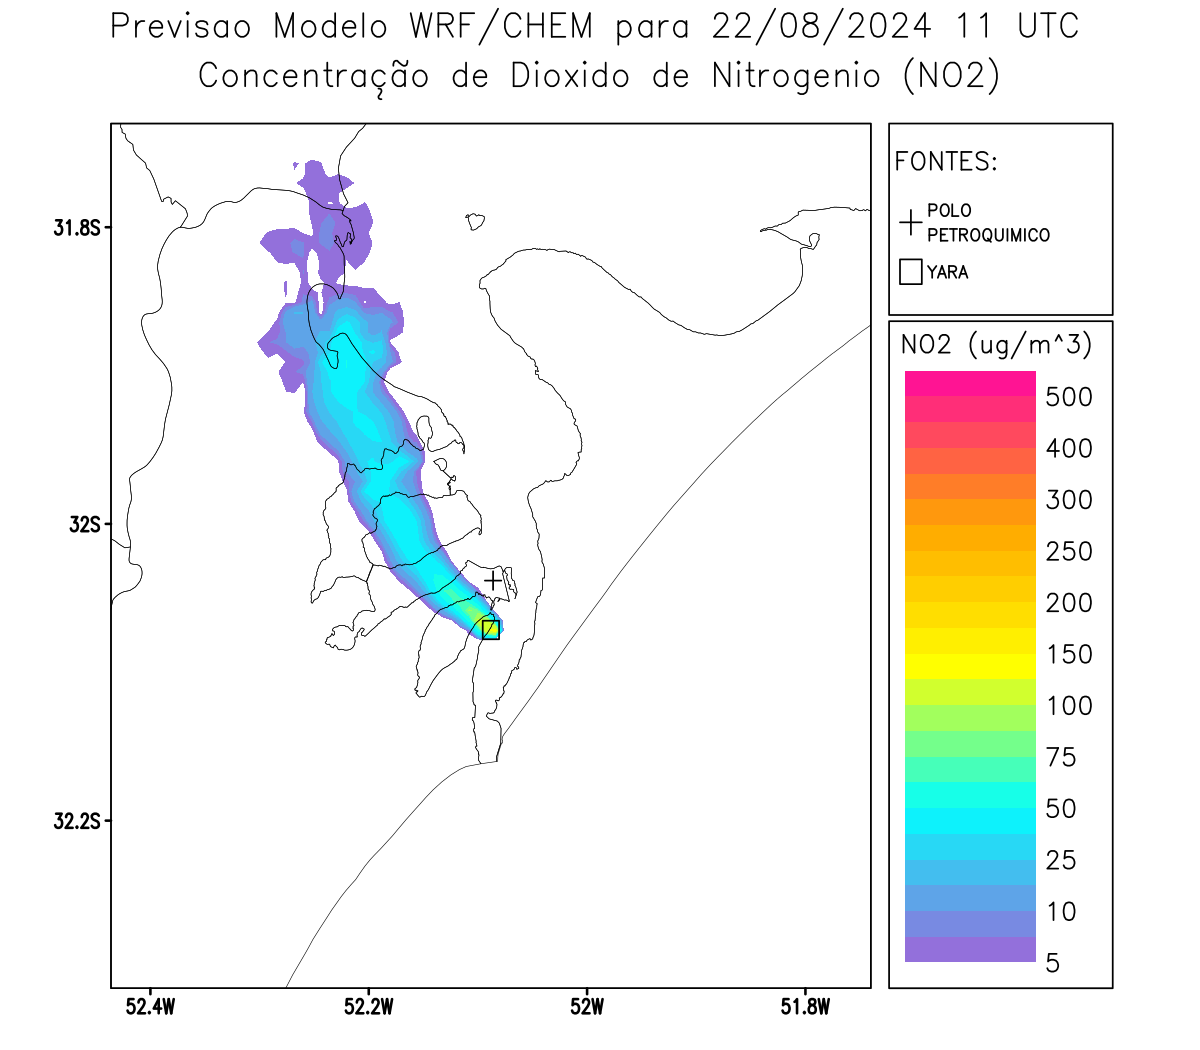 Previsao Modelo WRF/CHEM para 22/08/2024 11 UTC
Concentração de Dioxido de Nitrogenio (NO2)
FONTES:
POLO
PETROQUIMICO
YARA
31.8S
32S
32.2S
52.4W
52.2W
52W
51.8W
NO2 (ug/m^3)
500
400
300
250
200
150
100
75
50
25
10
5